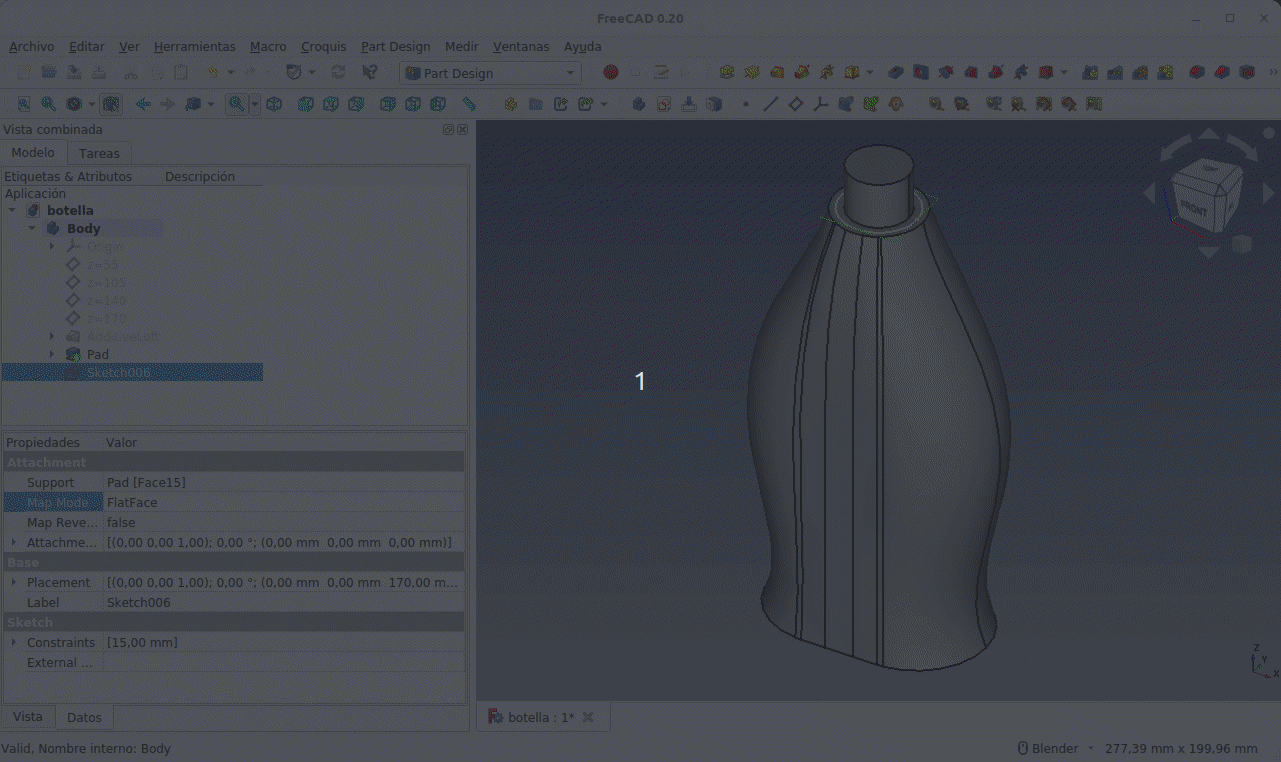 FreeCAD 0.20
Archivo Editar Ver Herramientas Macro Croquis Part Design Medir Ventanas Ayuda
Part Design
Vista combinada
Modelo Tareas
Etiquetas & Atributos Descripción
Aplicación
botella
Body
Origin
z=55
z=105
z=140
z=170
AdditiveLoft
Pad
Sketch006
Propiedades Valor
Attachment
Support Pad [Face15]
Map Mode FlatFace
Map Reve... false
Attachme... [(0,00 0,00 1,00); 0,00 °; (0,00 mm 0,00 mm 0,00 mm)]
Base
Placement [(0,00 0,00 1,00); 0,00 °; (0,00 mm 0,00 mm 170,00 m...
Label Sketch006
Sketch
Constraints [15,00 mm]
External ...
Vista Datos
1
FRONT
Z
Y
X
botella : 1*
Valid, Nombre interno: Body
Blender 277,39 mm x 199,96 mm